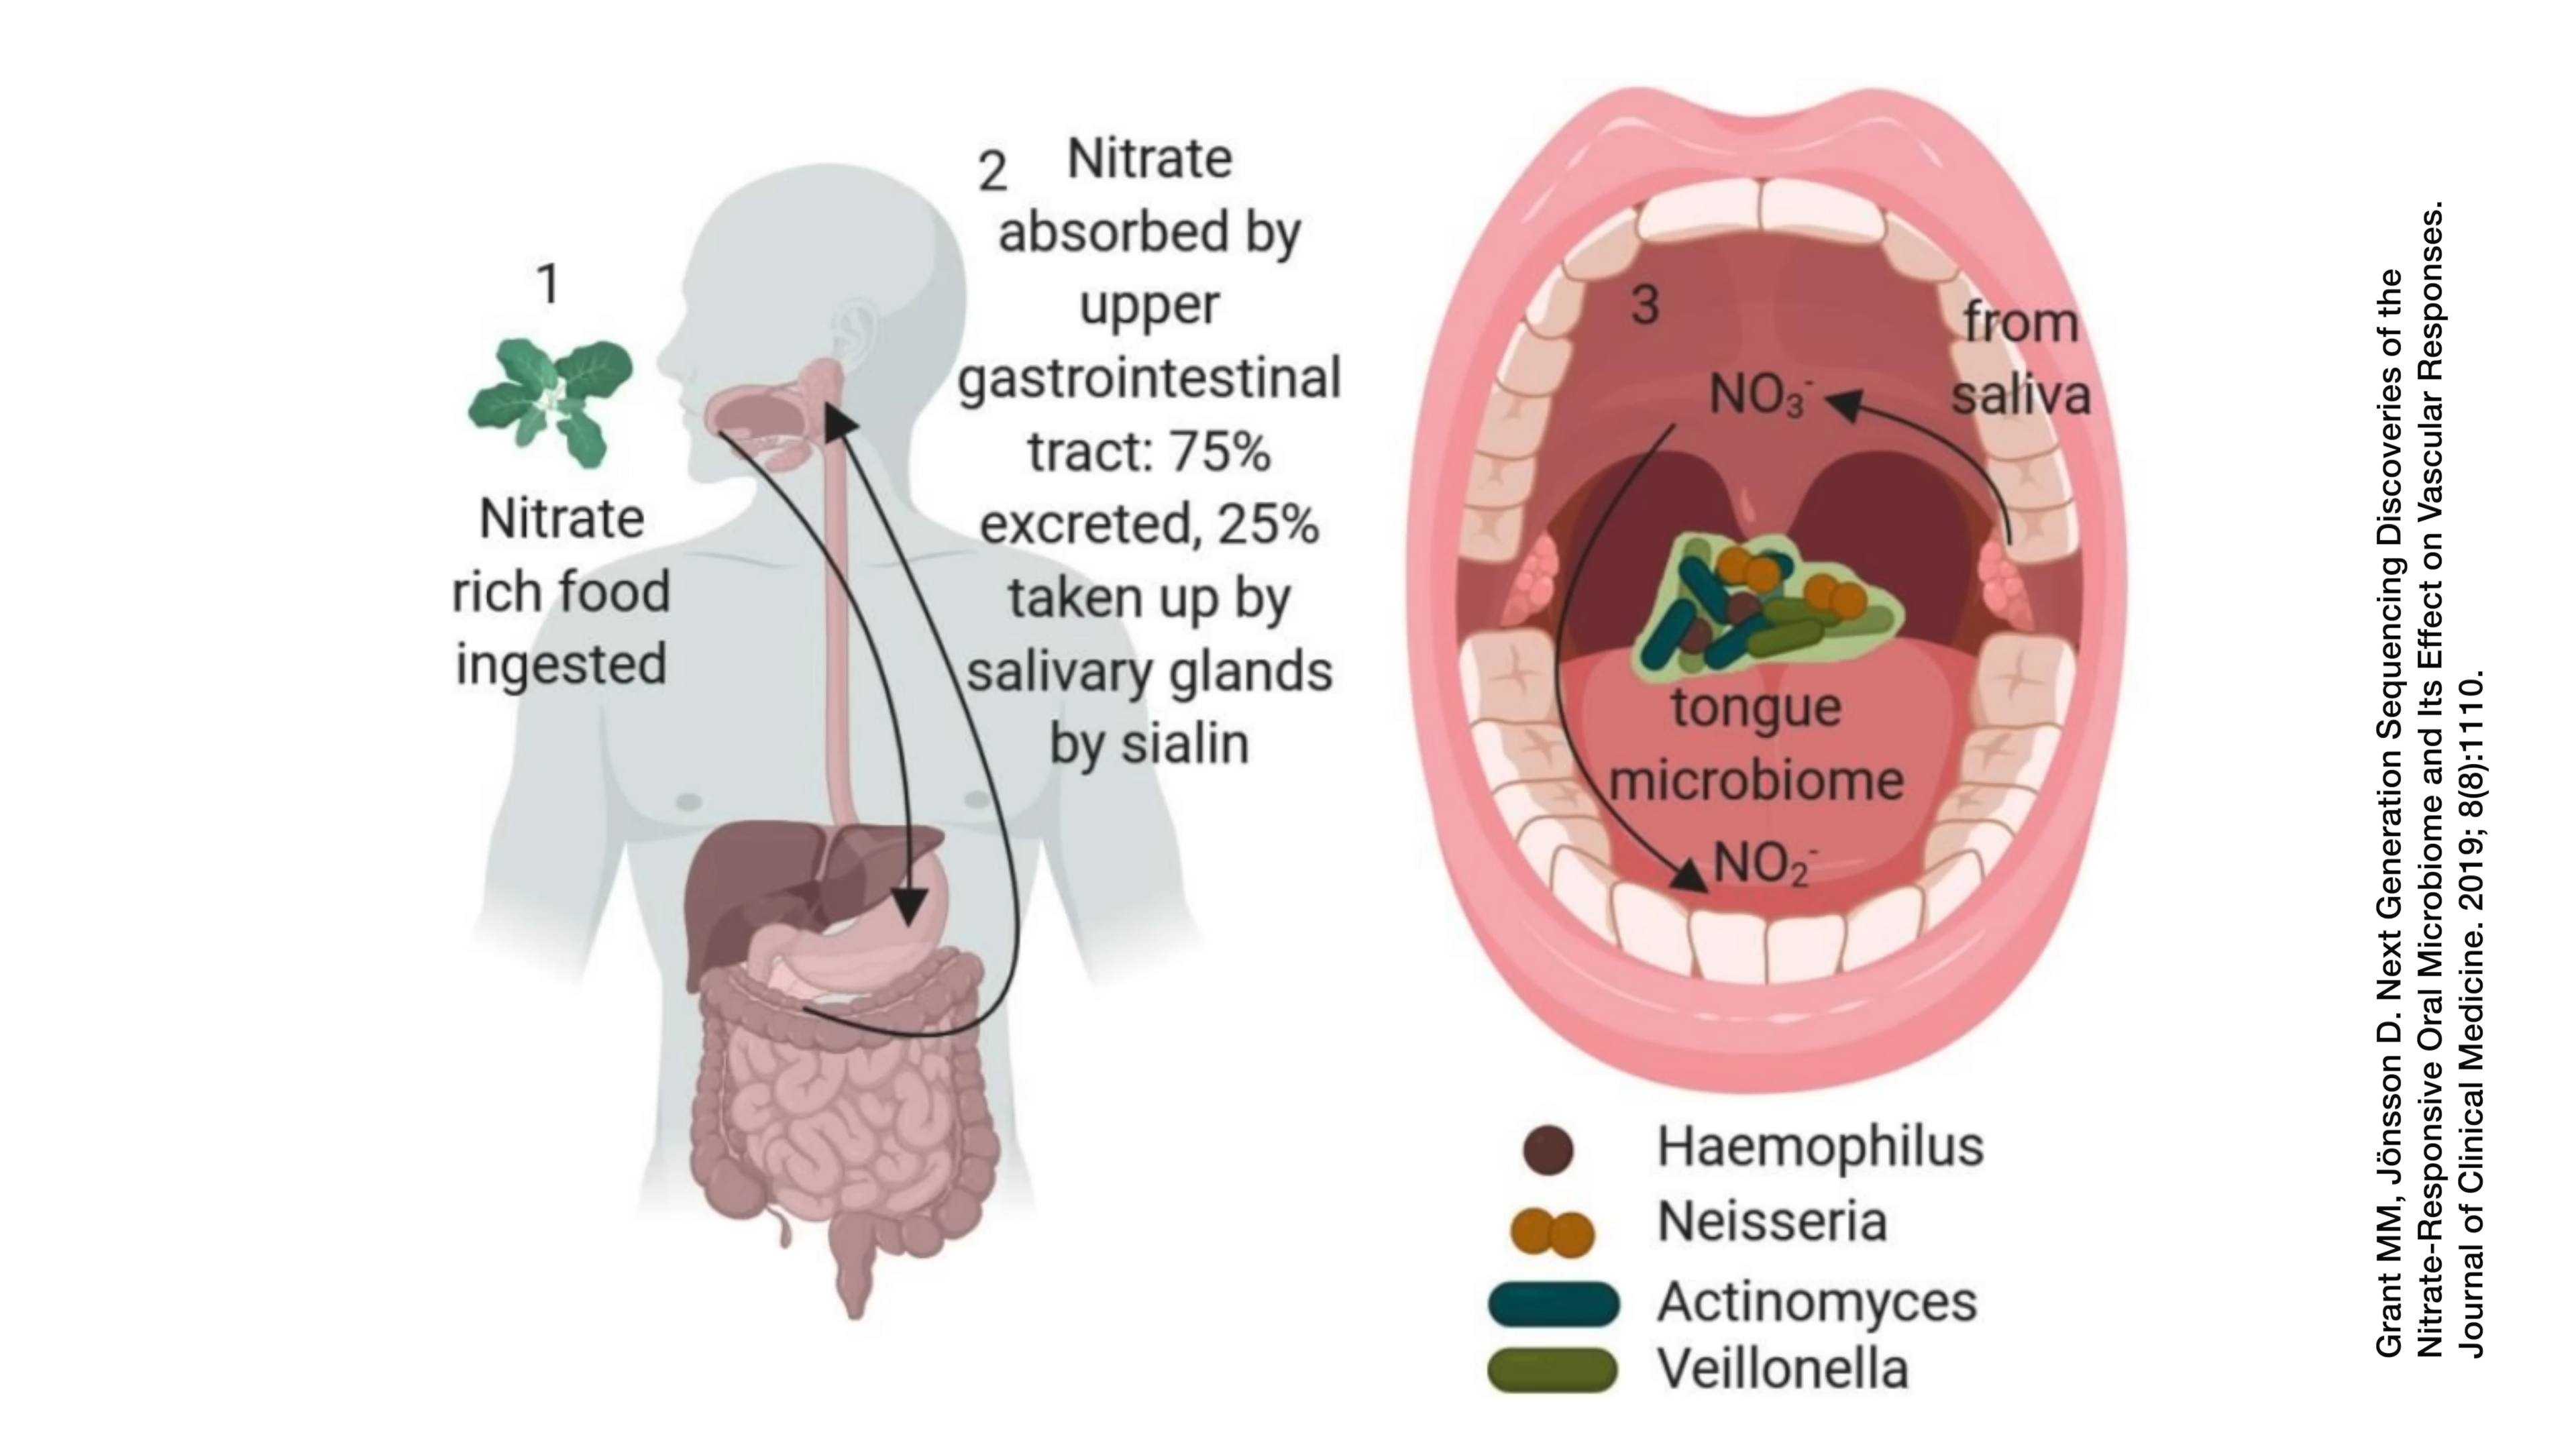 1
Nitrate
rich food
ingested
2 Nitrate
absorbed by
upper
gastrointestinal
tract: 75%
excreted, 25%
taken up by
salivary glands
by sialin
3
from
saliva
NO₃⁻
tongue
microbiome
NO₂⁻
Haemophilus
Neisseria
Actinomyces
Veillonella
Grant MM, Jönsson D. Next Generation Sequencing Discoveries of the
Nitrate-Responsive Oral Microbiome and Its Effect on Vascular Responses.
Journal of Clinical Medicine. 2019; 8(8):1110.